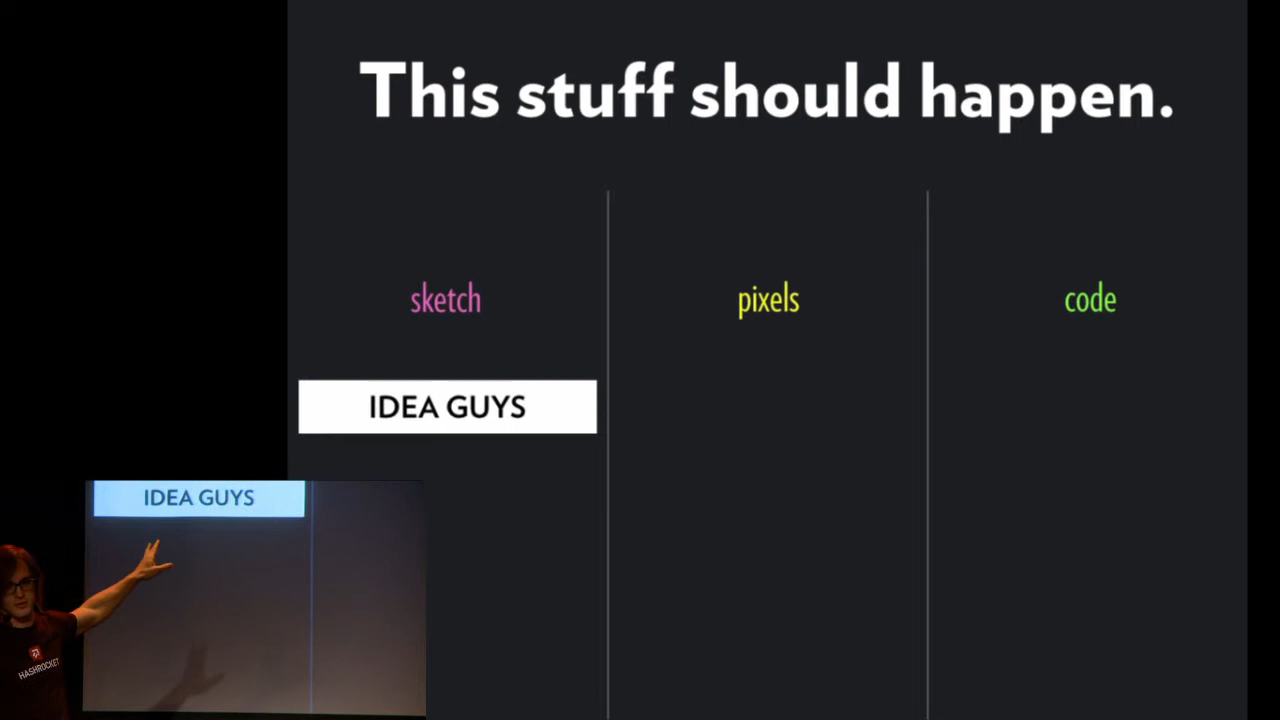 This stuff should happen.
sketch
pixels
code
IDEA GUYS
IDEA GUYS
HASHROCKET